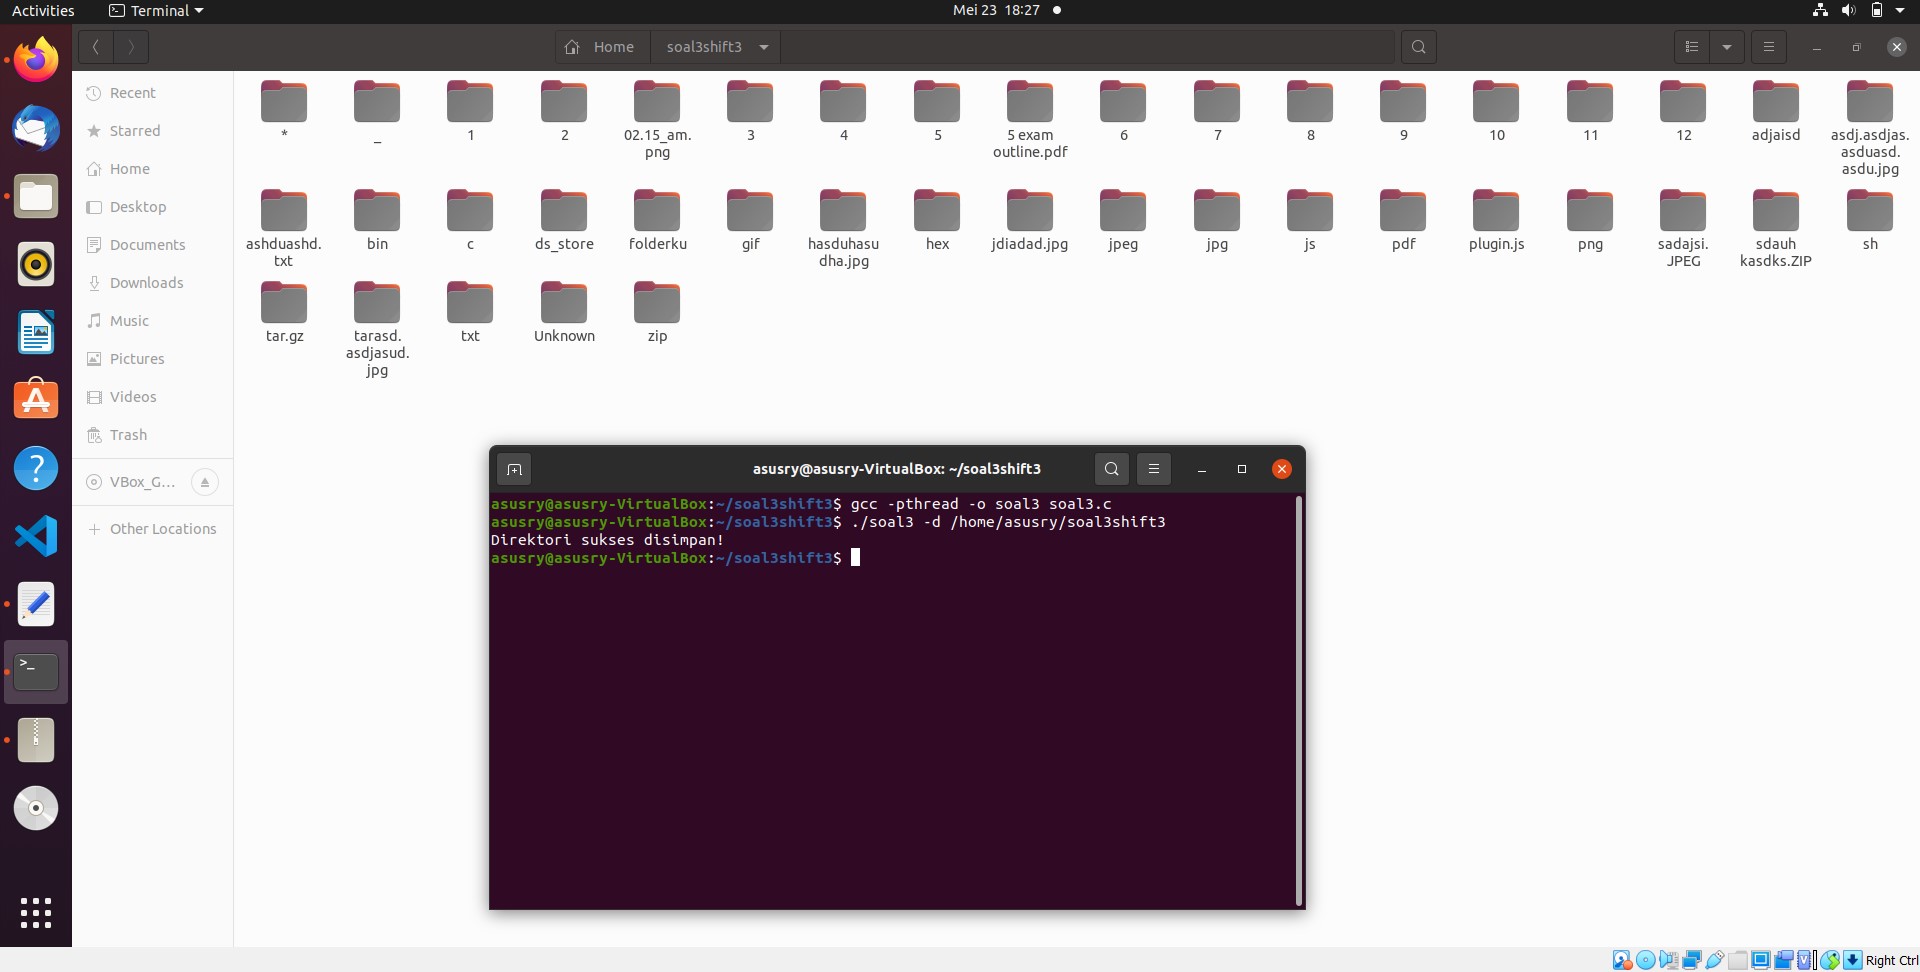 Activities Terminal Mei 23 18:27
Home soal3shift3
Recent
Starred
Home
Desktop
Documents
Downloads
Music
Pictures
Videos
Trash
VBox_G...
Other Locations
* _ 1 2 02.15_am. 3 4 5 5 exam 6 7 8 9 10 11 12 adjaisd asdj.asdjas.
png outline.pdf asduasd.
asdu.jpg
ashduashd. bin c ds_store folderku gif hasduhasu hex jdiadad.jpg jpeg jpg js pdf plugin.js png sadajsi. sdauh sh
txt dha.jpg JPEG kasdks.ZIP
tar.gz tarasd. txt Unknown zip
asdjasud.
jpg
asusry@asusry-VirtualBox: ~/soal3shift3
asusry@asusry-VirtualBox:~/soal3shift3$ gcc -pthread -o soal3 soal3.c
asusry@asusry-VirtualBox:~/soal3shift3$ ./soal3 -d /home/asusry/soal3shift3
Direktori sukses disimpan!
asusry@asusry-VirtualBox:~/soal3shift3$
Right Ctrl